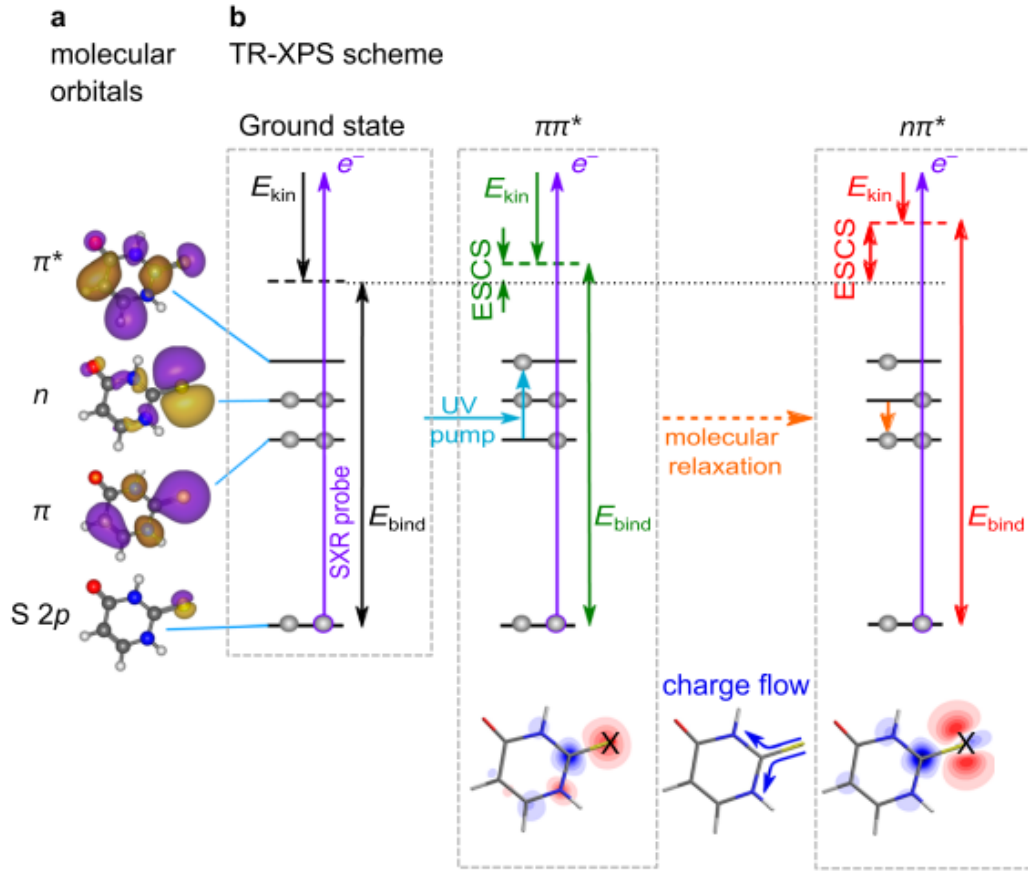 a
molecular
orbitals
b
TR-XPS scheme
Ground state
ππ*
nπ*
e⁻
e⁻
e⁻
E_kin
E_kin
E_kin
ESCS
ESCS
π*
n
π
S 2p
UV
pump
molecular
relaxation
SXR probe
E_bind
E_bind
E_bind
charge flow
X
X